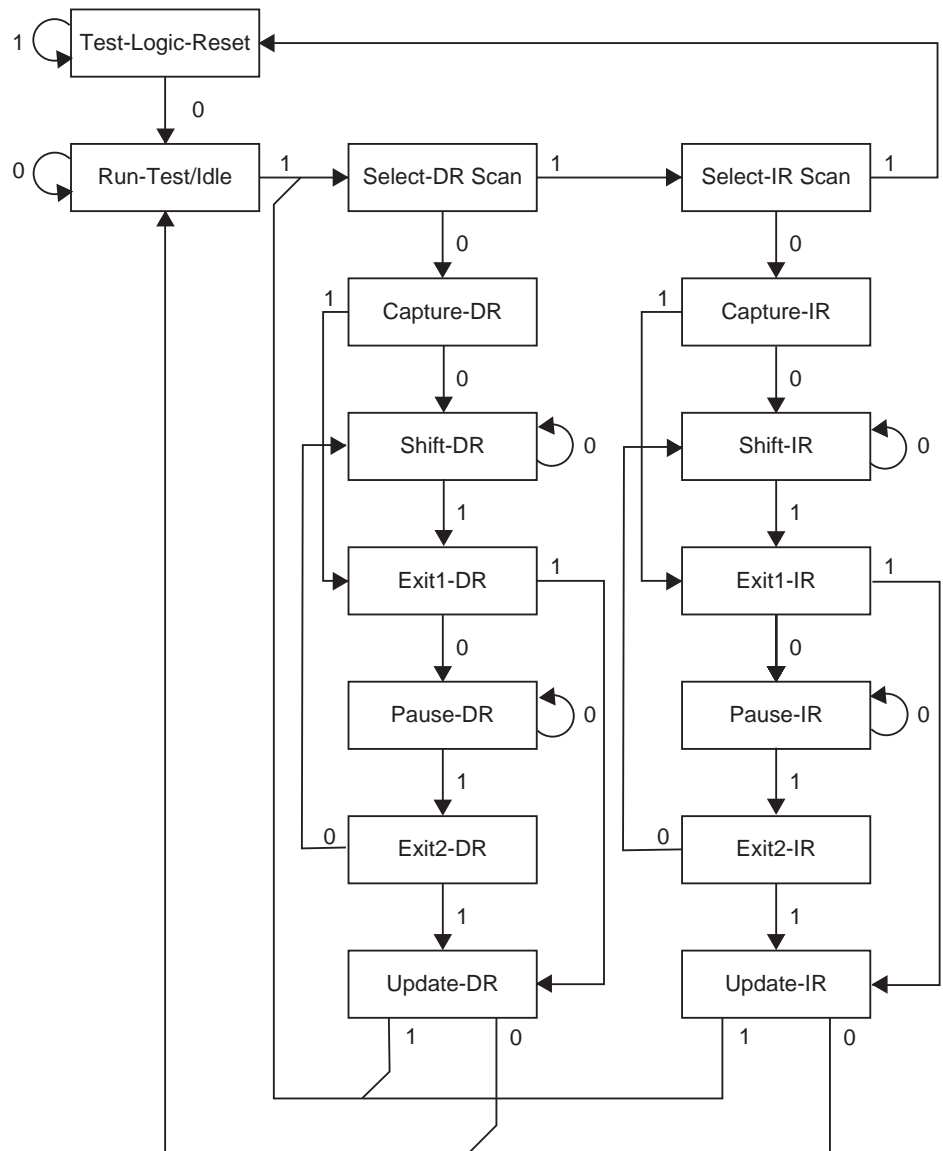 1 Test-Logic-Reset
0
0 Run-Test/Idle 1 Select-DR Scan 1 Select-IR Scan 1
0 0
1 Capture-DR 1 Capture-IR
0 0
Shift-DR 0 Shift-IR 0
1 1
Exit1-DR 1 Exit1-IR 1
0 0
Pause-DR 0 Pause-IR 0
1 1
0 Exit2-DR 0 Exit2-IR
1 1
Update-DR Update-IR
1 0 1 0